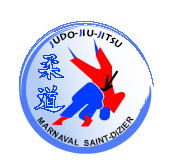 JUDO-JIU-JITSU
柔
道
MARNAVAL SAINT-DIZIER